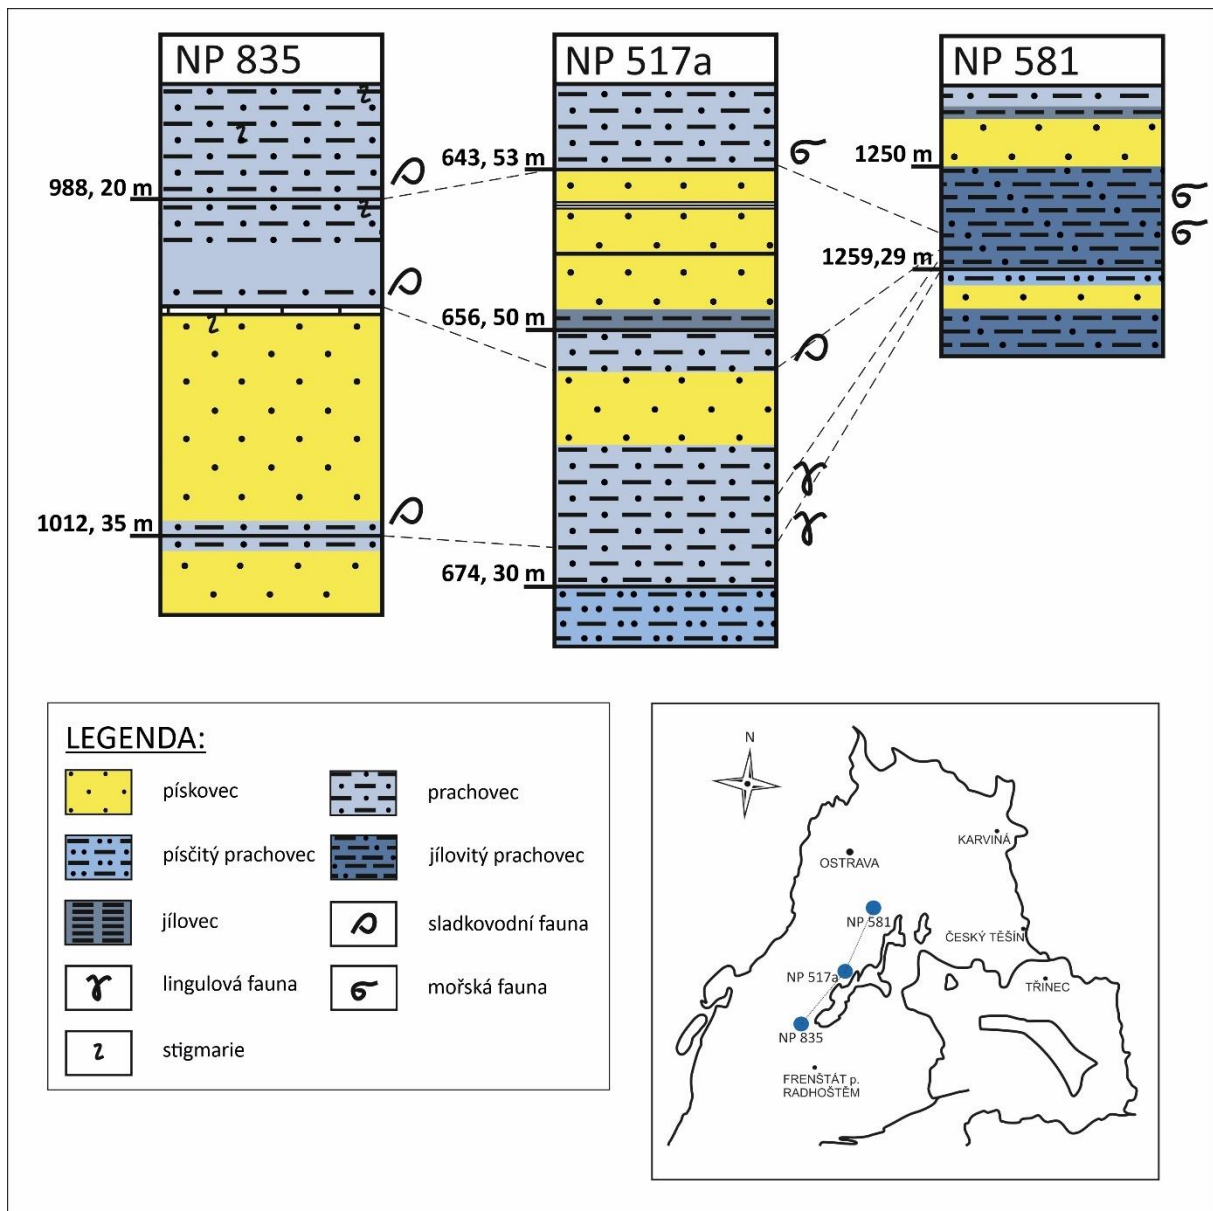 NP 835
NP 517a
NP 581
988, 20 m
1012, 35 m
643, 53 m
656, 50 m
674, 30 m
1250 m
1259,29 m
LEGENDA:
pískovec
prachovec
písčitý prachovec
jílovitý prachovec
jílovec
sladkovodní fauna
lingulová fauna
mořská fauna
stigmarie
N
KARVINÁ
OSTRAVA
NP 581
ČESKÝ TĚŠÍN
NP 517a
TŘINEC
NP 835
FRENŠTÁT p.
RADHOŠTĚM